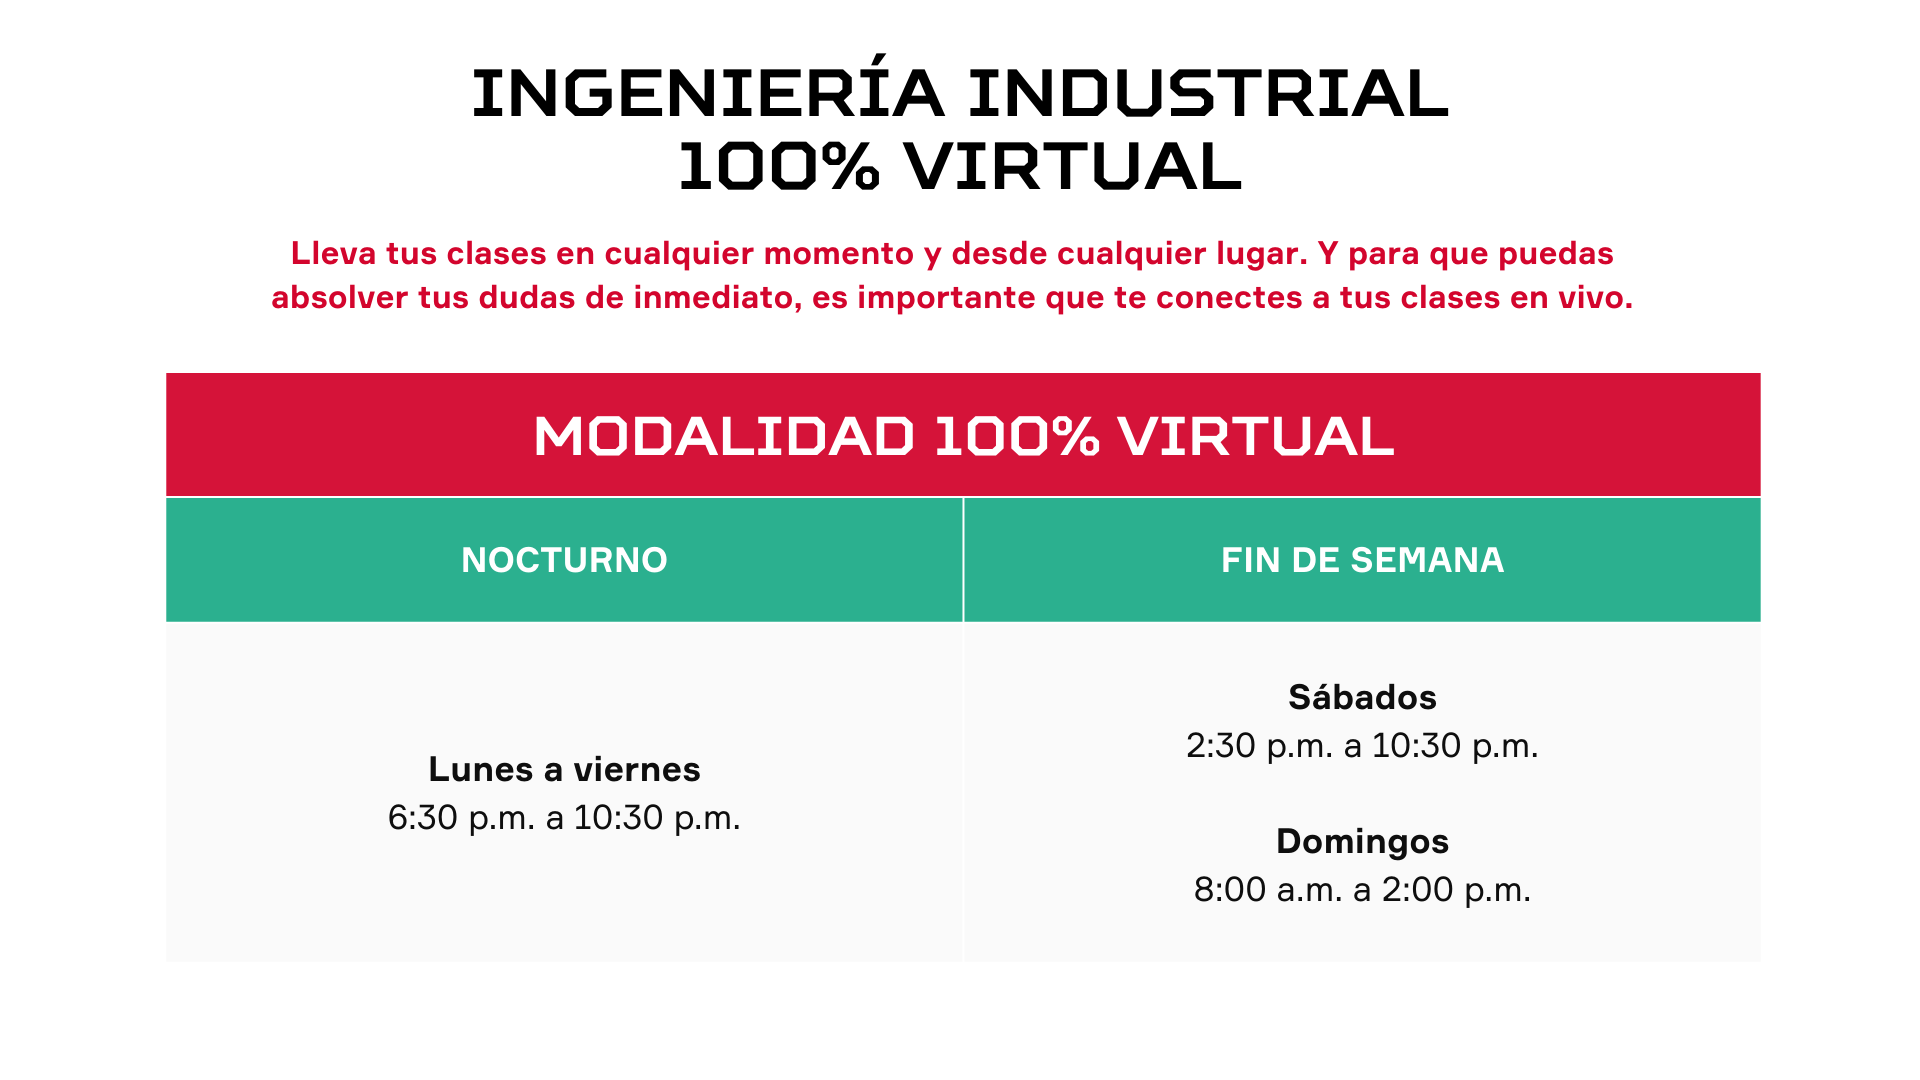 INGENIERÍA INDUSTRIAL
100% VIRTUAL
Lleva tus clases en cualquier momento y desde cualquier lugar. Y para que puedas
absolver tus dudas de inmediato, es importante que te conectes a tus clases en vivo.
MODALIDAD 100% VIRTUAL
NOCTURNO
FIN DE SEMANA
Lunes a viernes
6:30 p.m. a 10:30 p.m.
Sábados
2:30 p.m. a 10:30 p.m.
Domingos
8:00 a.m. a 2:00 p.m.